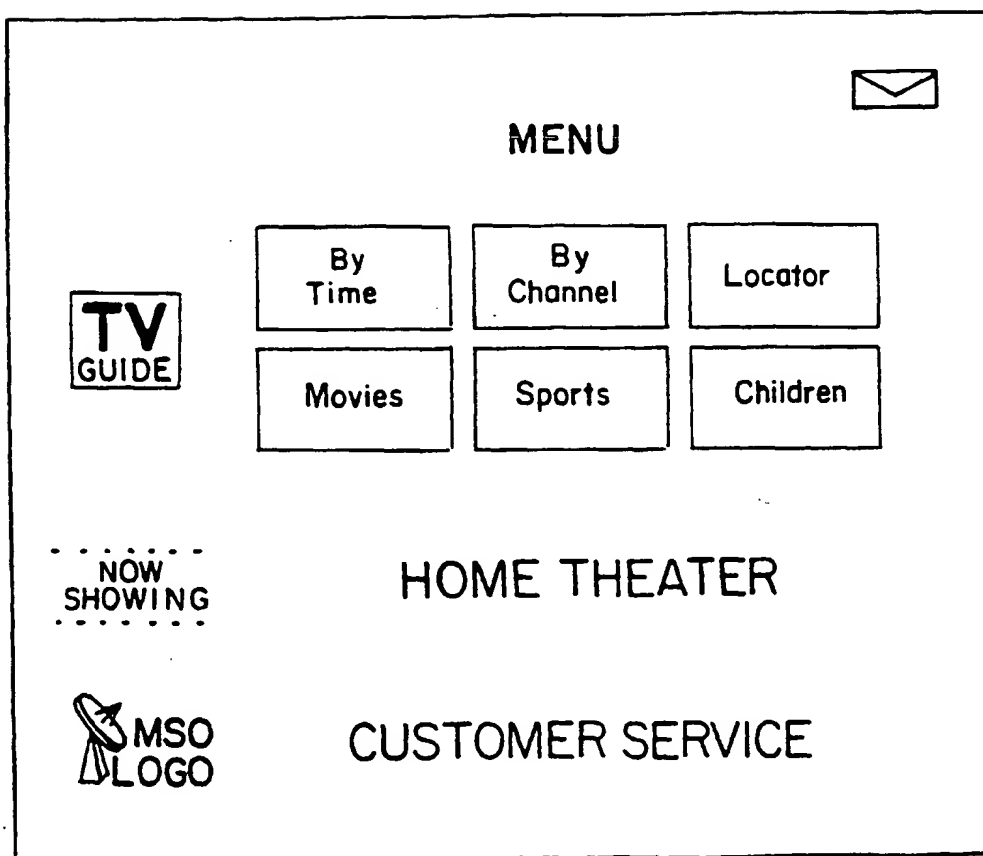 MENU
By
Time
By
Channel
Locator
TV
GUIDE
Movies
Sports
Children
NOW
SHOWING
HOME THEATER
MSO
LOGO
CUSTOMER SERVICE